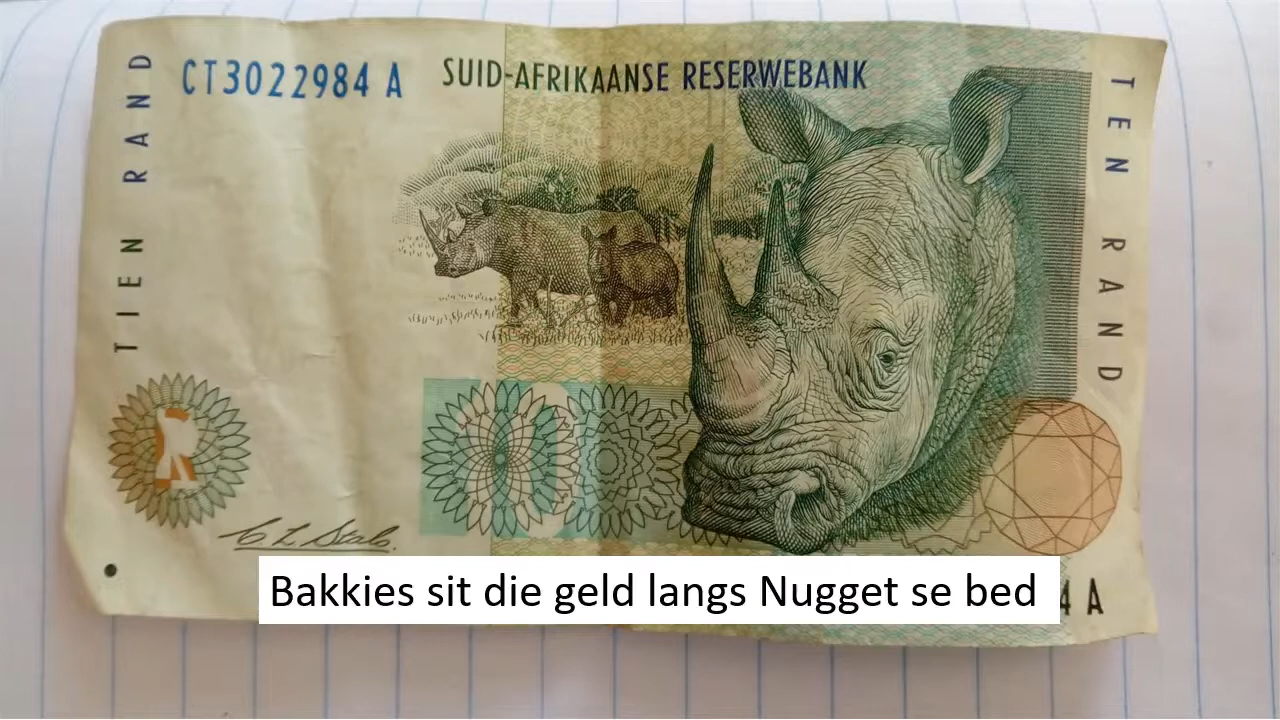 TIEN RAND
CT3022984 A
SUID-AFRIKAANSE RESERWEBANK
TEN RAND
R
4 A
Bakkies sit die geld langs Nugget se bed